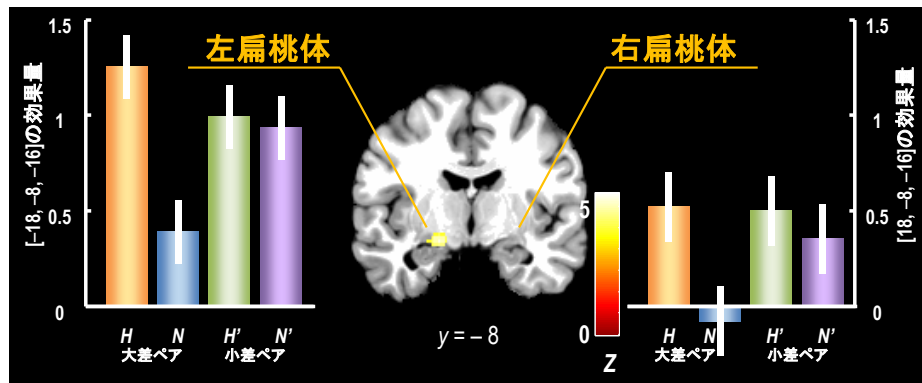 左扁桃体
右扁桃体
[–18, –8, –16]の効果量
1.5
1
0.5
0
H N H’ N’
大差ペア 小差ペア
y = – 8
5
0
Z
H N H’ N’
大差ペア 小差ペア
1.5
1
0.5
0
[18, –8, –16]の効果量